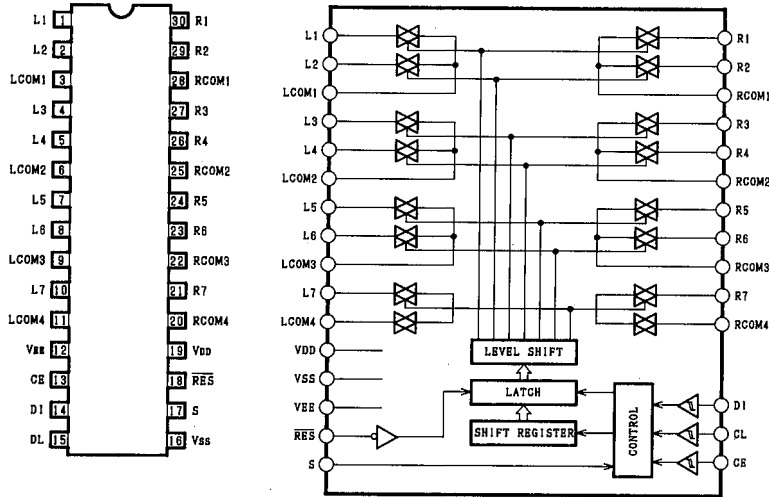 L1 1 30 R1
L2 2 29 R2
LCOM1 3 28 RCOM1
L3 4 27 R3
L4 5 26 R4
LCOM2 6 25 RCOM2
L5 7 24 R5
L6 8 23 R6
LCOM3 9 22 RCOM3
L7 10 21 R7
LCOM4 11 20 RCOM4
VEE 12 19 VDD
CE 13 18 RES
DI 14 17 S
DL 15 16 Vss
L1 R1
L2 R2
LCOM1 RCOM1
L3 R3
L4 R4
LCOM2 RCOM2
L5 R5
L6 R6
LCOM3 RCOM3
L7 R7
LCOM4 RCOM4
VDD
LEVEL SHIFT
VSS
LATCH
VEE
DI
RES
SHIFT REGISTER
CONTROL
CL
S
CE